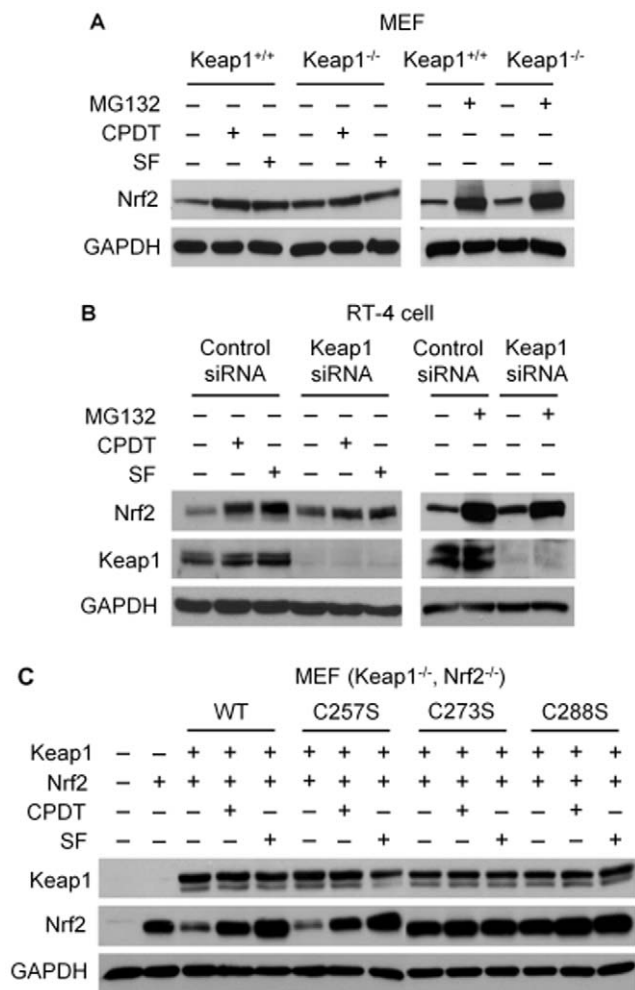 A
MEF
Keap1+/+ Keap1-/- Keap1+/+ Keap1-/-
MG132 – – – – – – – + – +
CPDT – + – – + – – – – –
SF – – + – – + – – – –
Nrf2
GAPDH
B
RT-4 cell
Control siRNA Keap1 siRNA Control siRNA Keap1 siRNA
MG132 – – – – – – – + – +
CPDT – + – – + – – – – –
SF – – + – – + – – – –
Nrf2
Keap1
GAPDH
C
MEF (Keap1-/-, Nrf2-/-)
WT C257S C273S C288S
Keap1 – – + + + + + + + + + + + +
Nrf2 – + + + + + + + + + + + + +
CPDT – – – + – – + – – + – – + –
SF – – – – + – – + – – + – – +
Keap1
Nrf2
GAPDH